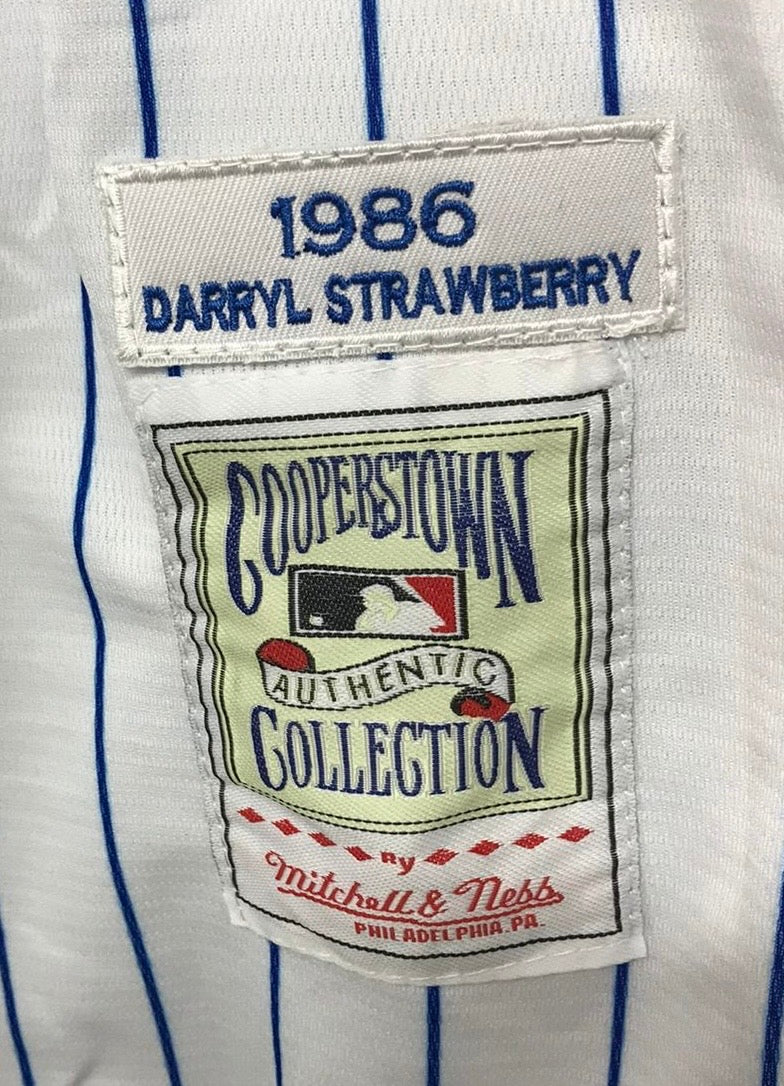 1986
DARRYL STRAWBERRY
COOPERSTOWN
AUTHENTIC
COLLECTION
By
Mitchell & Ness
PHILADELPHIA. PA.